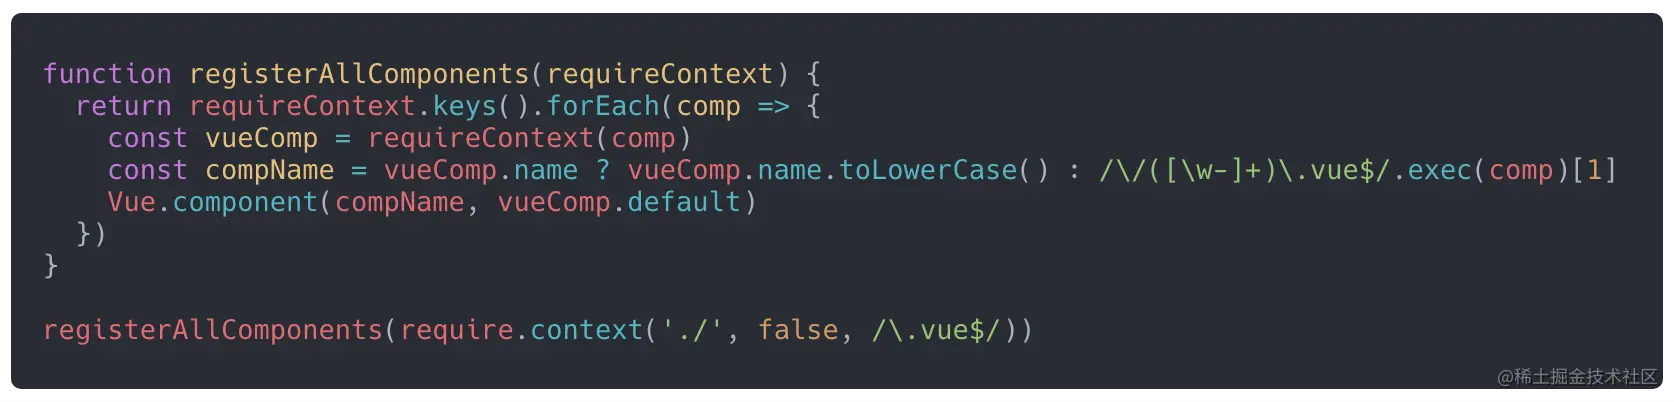 function registerAllComponents(requireContext) {
  return requireContext.keys().forEach(comp => {
    const vueComp = requireContext(comp)
    const compName = vueComp.name ? vueComp.name.toLowerCase() : /\/([\w-]+)\.vue$/.exec(comp)[1]
    Vue.component(compName, vueComp.default)
  })
}

registerAllComponents(require.context('./', false, /\.vue$/))
@稀土掘金技术社区